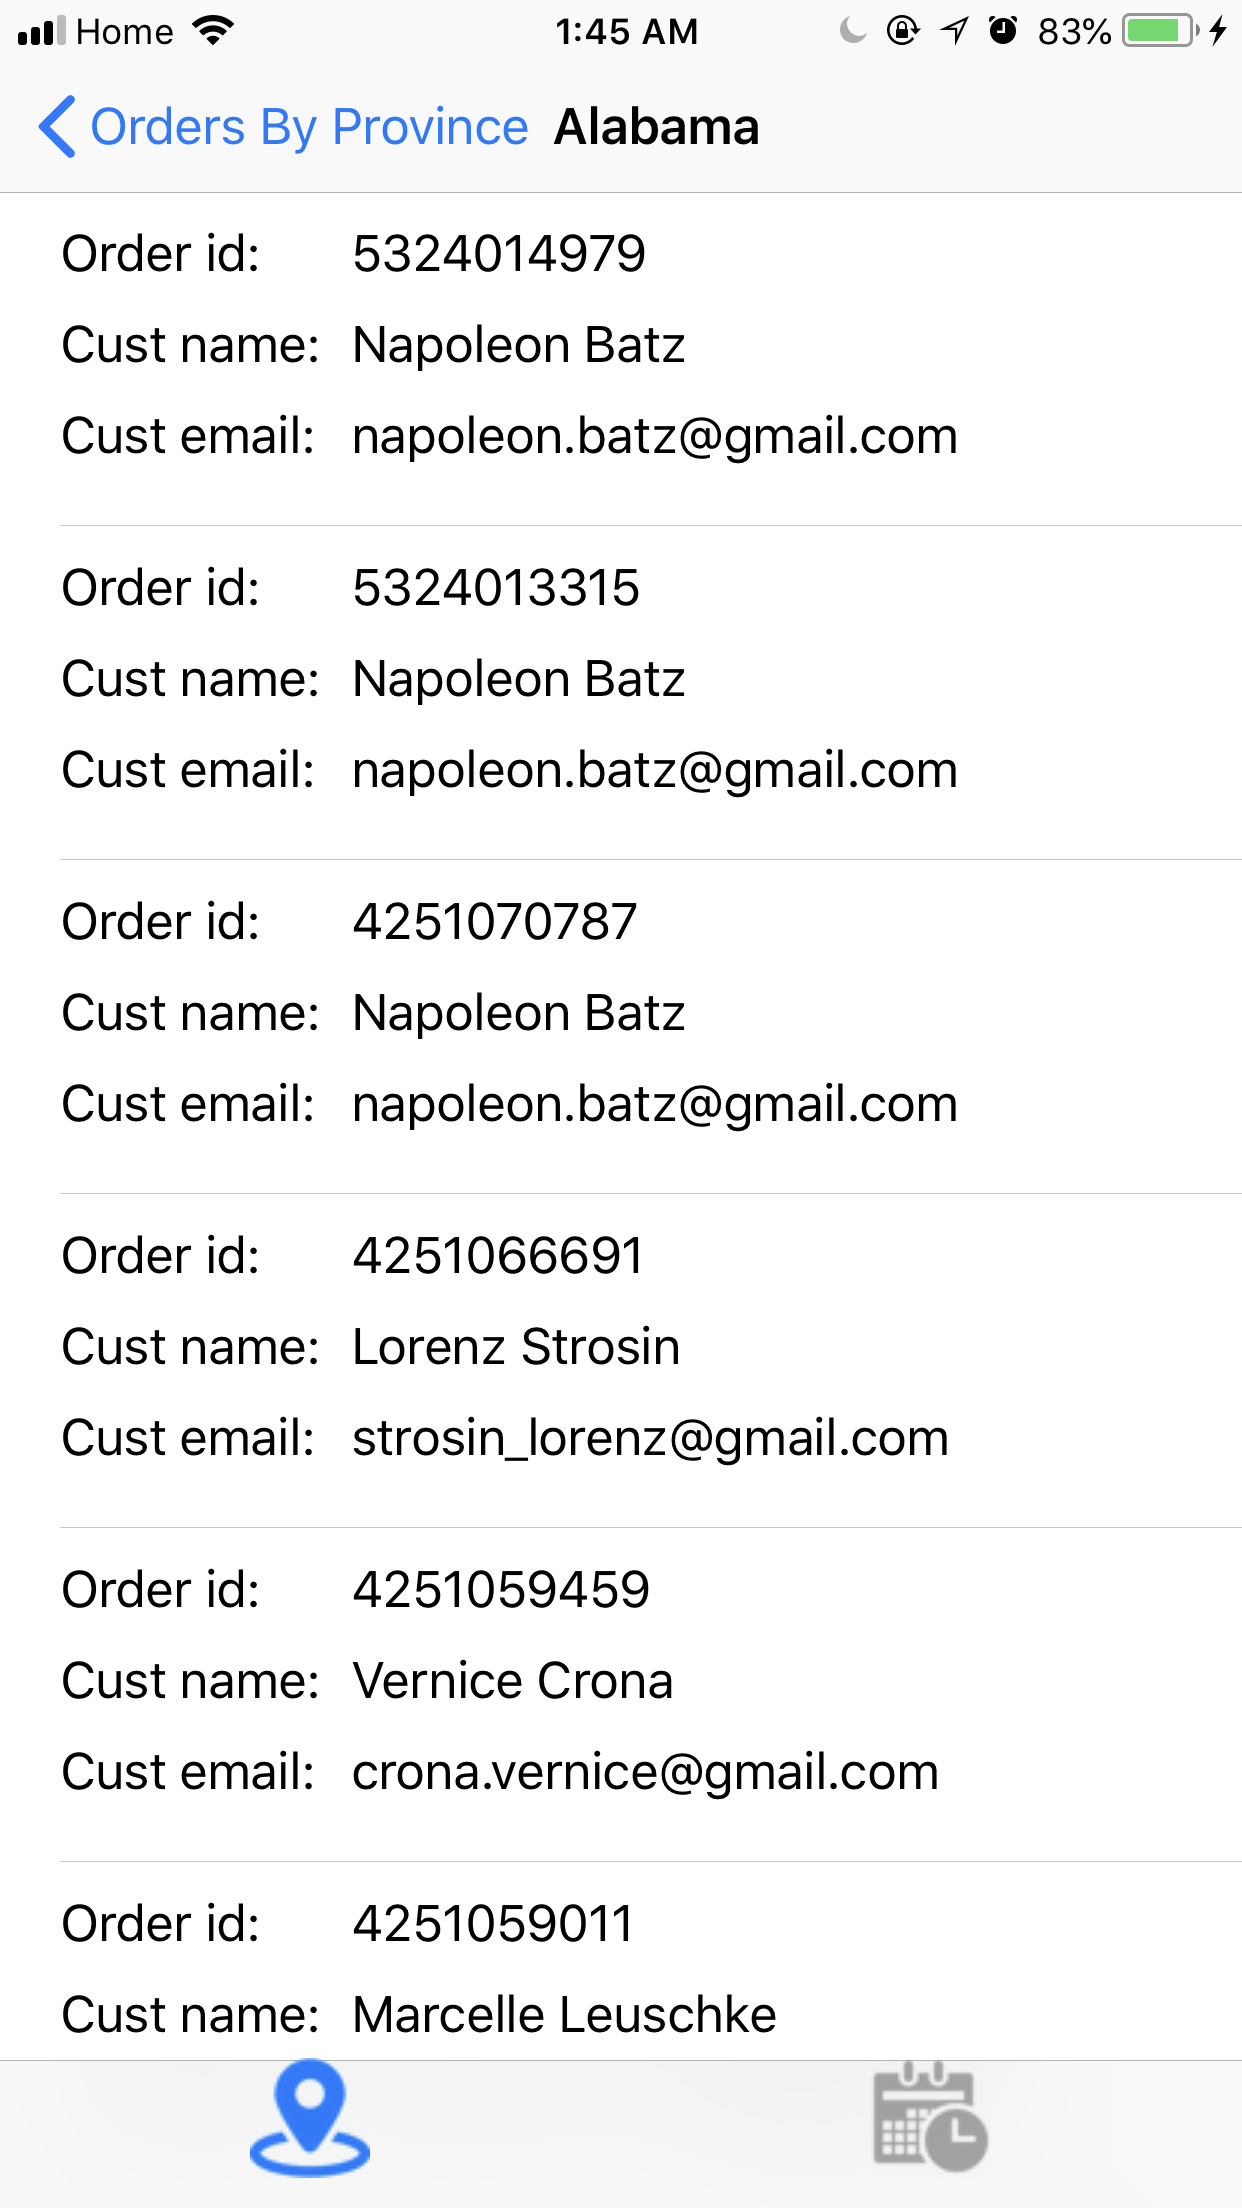 Home 1:45 AM 83%
Orders By Province Alabama
Order id: 5324014979
Cust name: Napoleon Batz
Cust email: napoleon.batz@gmail.com
Order id: 5324013315
Cust name: Napoleon Batz
Cust email: napoleon.batz@gmail.com
Order id: 4251070787
Cust name: Napoleon Batz
Cust email: napoleon.batz@gmail.com
Order id: 4251066691
Cust name: Lorenz Strosin
Cust email: strosin_lorenz@gmail.com
Order id: 4251059459
Cust name: Vernice Crona
Cust email: crona.vernice@gmail.com
Order id: 4251059011
Cust name: Marcelle Leuschke